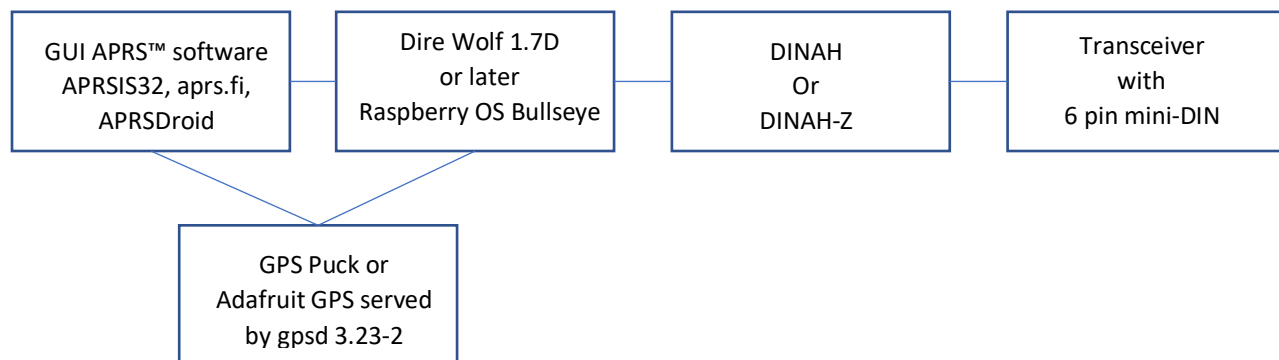 GUI APRS™ software
APRSIS32, aprs.fi,
APRSDroid
Dire Wolf 1.7D
or later
Raspberry OS Bullseye
DINAH
Or
DINAH-Z
Transceiver
with
6 pin mini-DIN
GPS Puck or
Adafruit GPS served
by gpsd 3.23-2